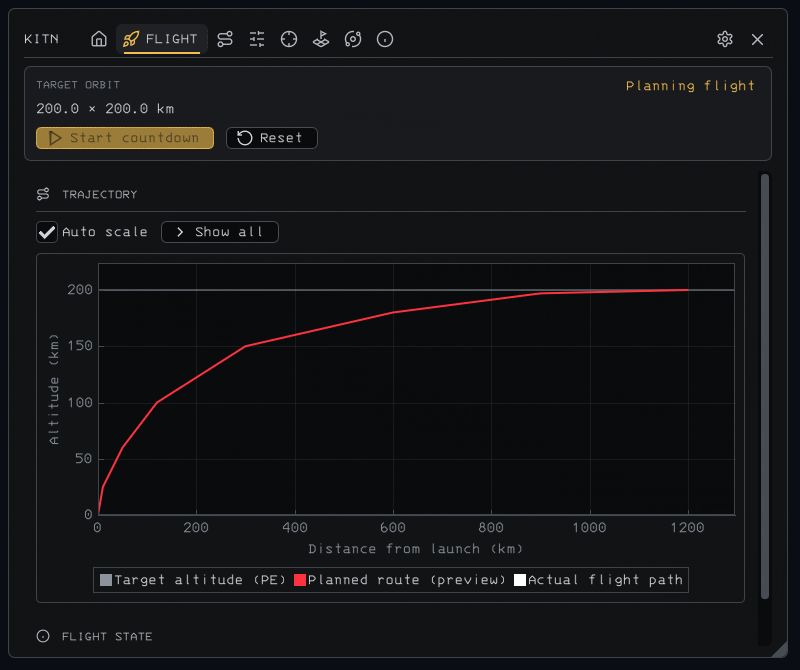 KITN FLIGHT
TARGET ORBIT
Planning flight
200.0 × 200.0 km
Start countdown Reset
TRAJECTORY
Auto scale Show all
200
150
100
50
0
Altitude (km)
0 200 400 600 800 1000 1200
Distance from launch (km)
Target altitude (PE) Planned route (preview) Actual flight path
FLIGHT STATE